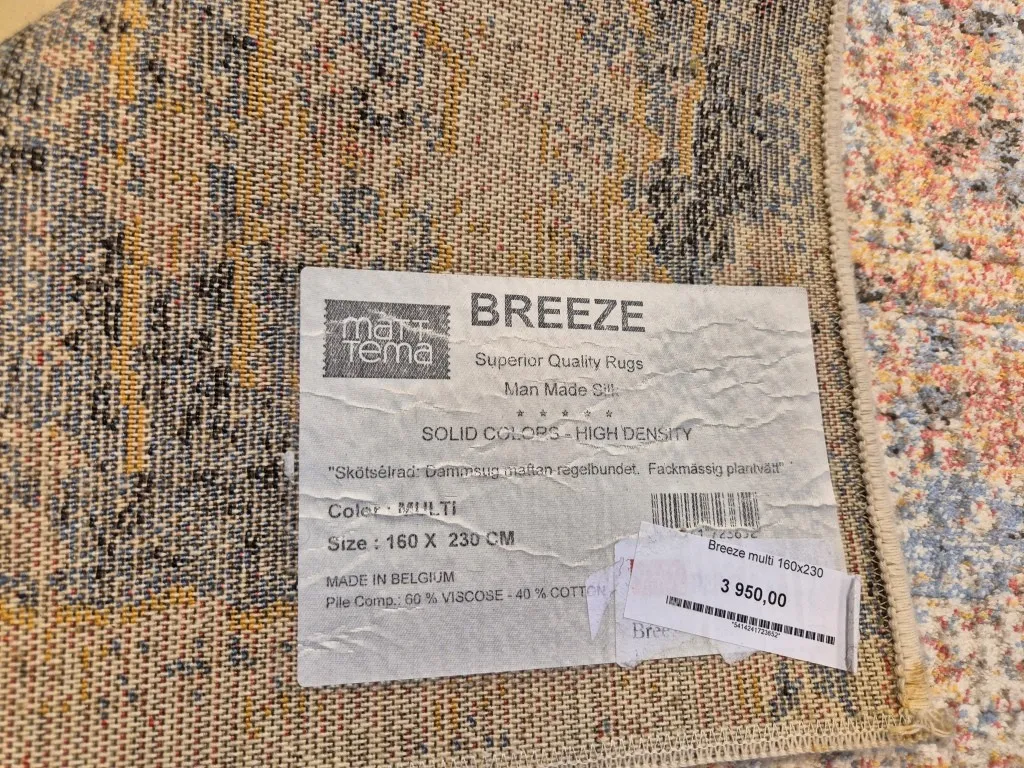 maTT
Tema
BREEZE
Superior Quality Rugs
Man Made Silk
SOLID COLORS - HIGH DENSITY
"Skötselråd: Dammsug mattan regelbundet. Fackmässig plantvätt"
Color : MULTI
Size : 160 X 230 CM
MADE IN BELGIUM
Pile Comp.: 60 % VISCOSE - 40 % COTTON
Breeze multi 160x230
3 950,00
*5414241723652*